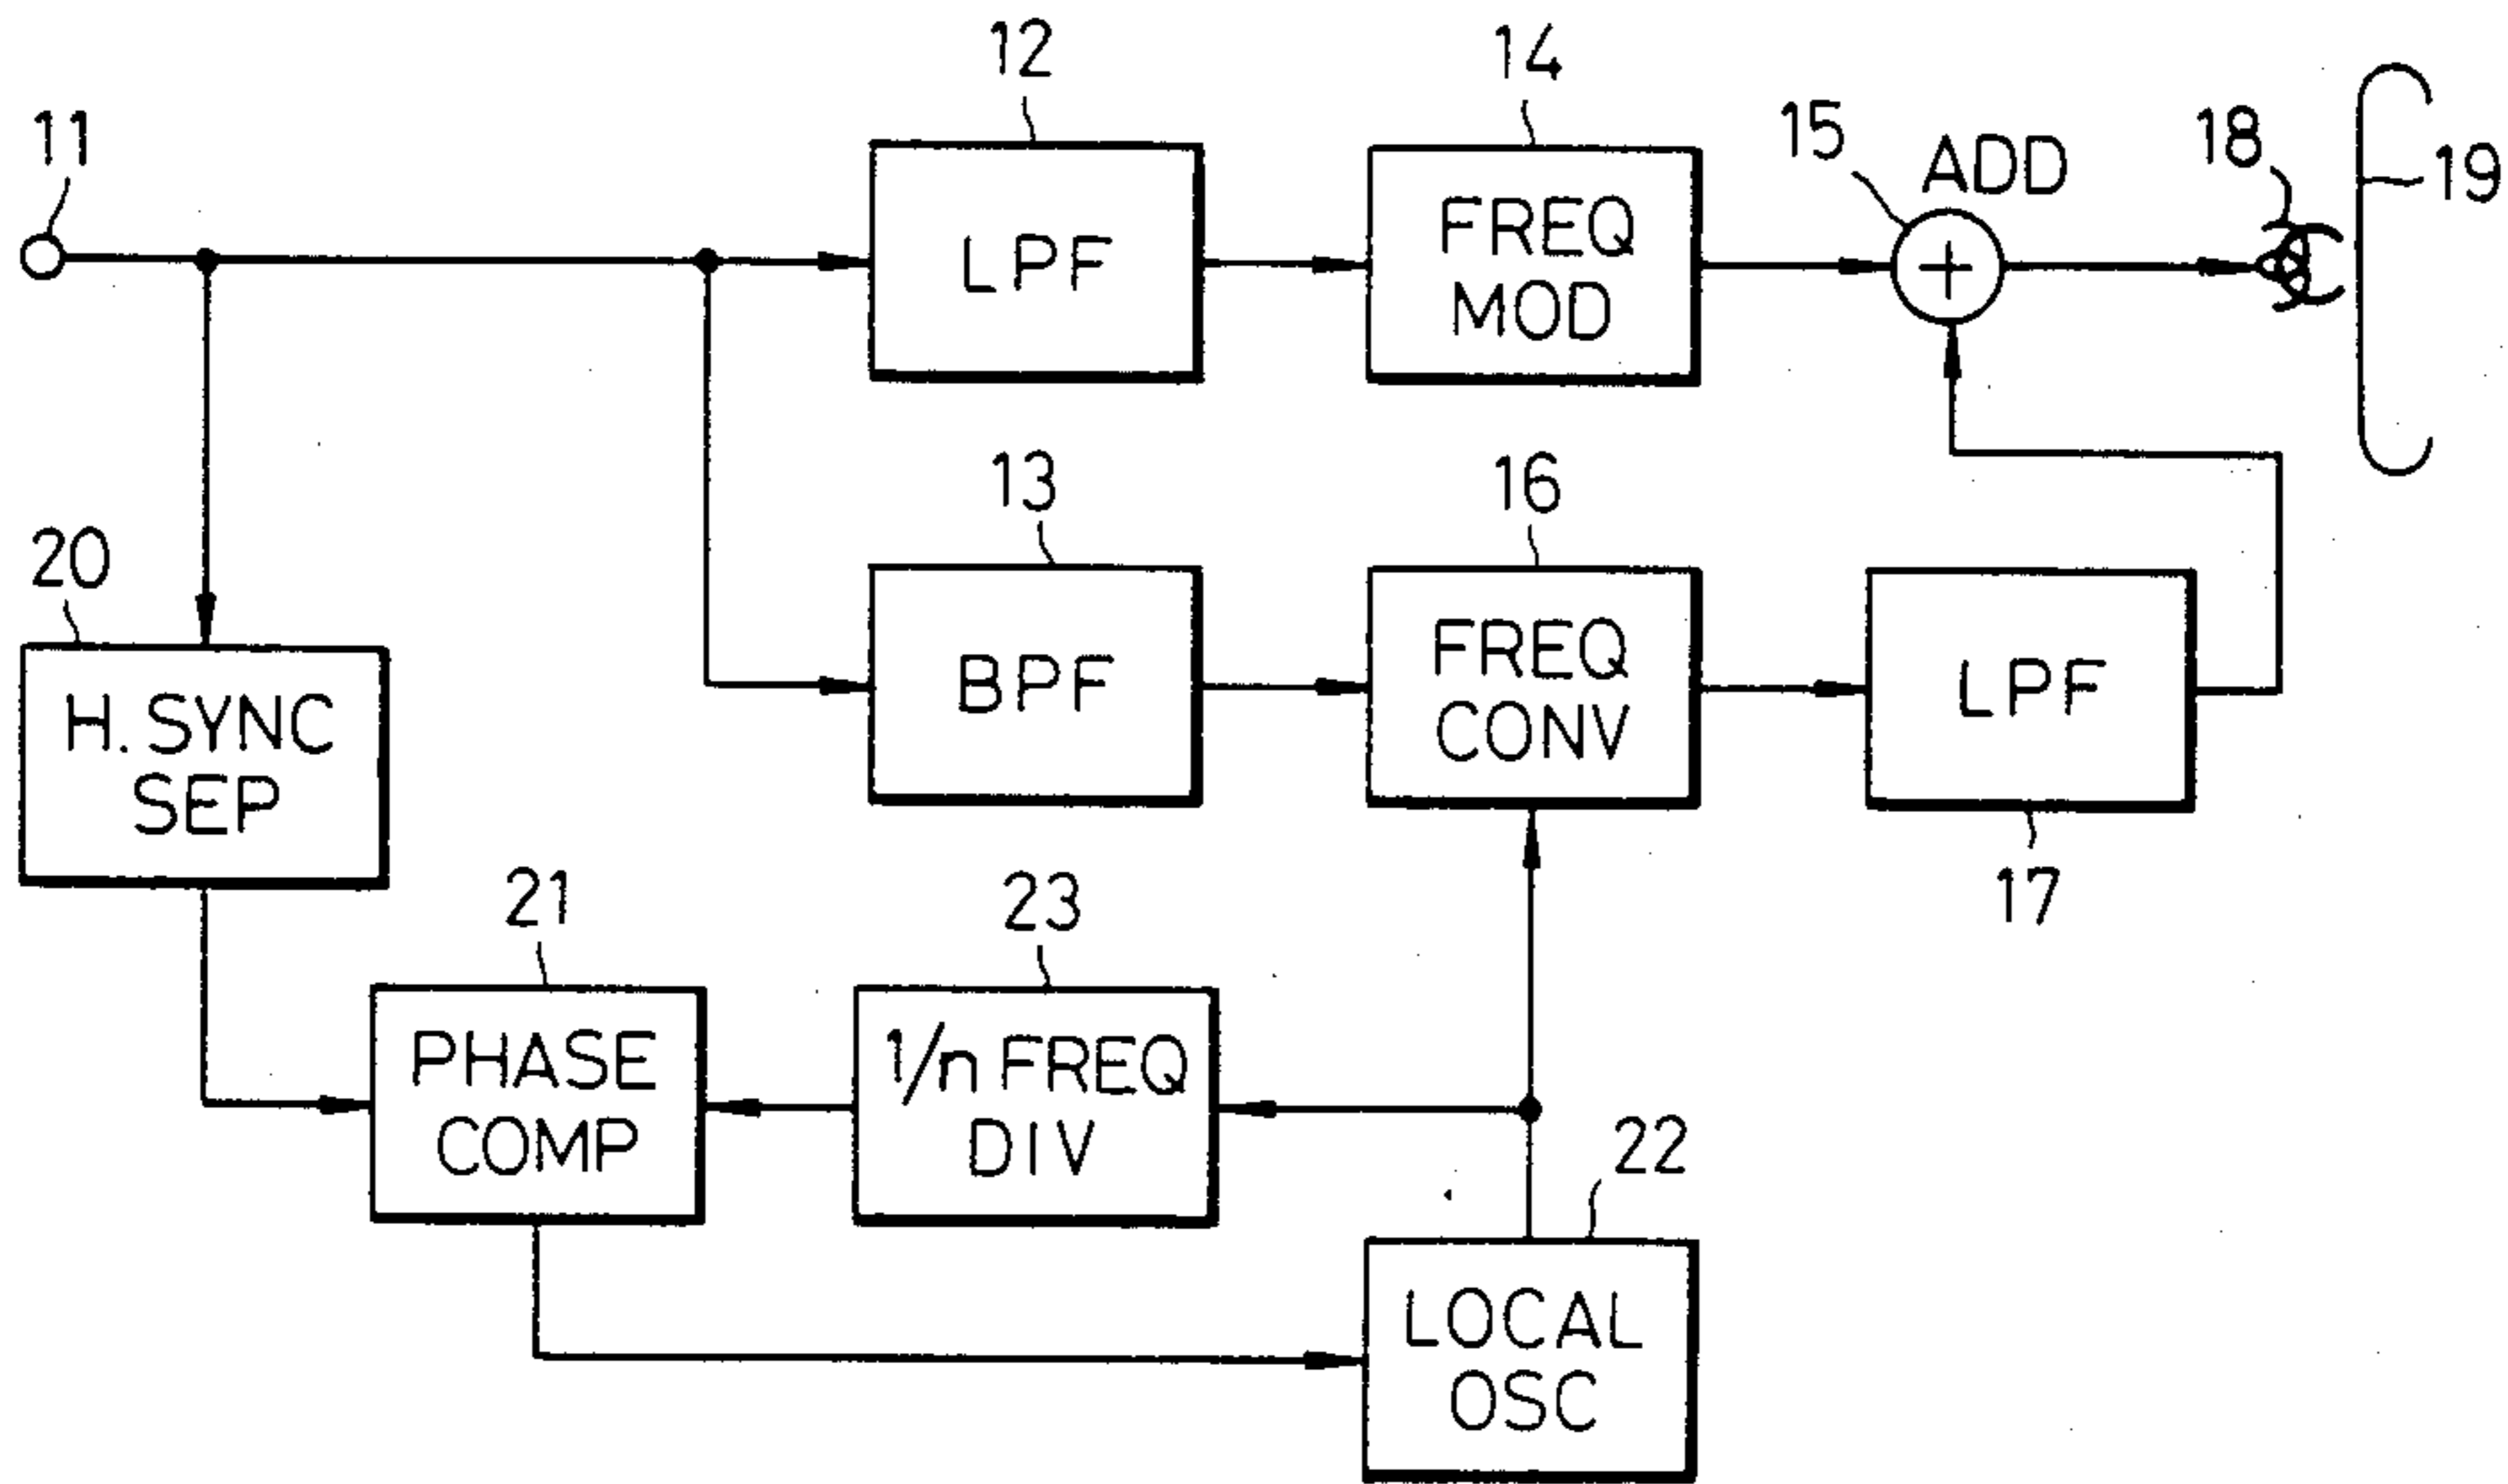 11
12
LPF
14
FREQ
MOD
15
ADD
+
18
19
13
BPF
16
FREQ
CONV
LPF
17
20
H. SYNC
SEP
21
PHASE
COMP
23
1/n FREQ
DIV
22
LOCAL
OSC